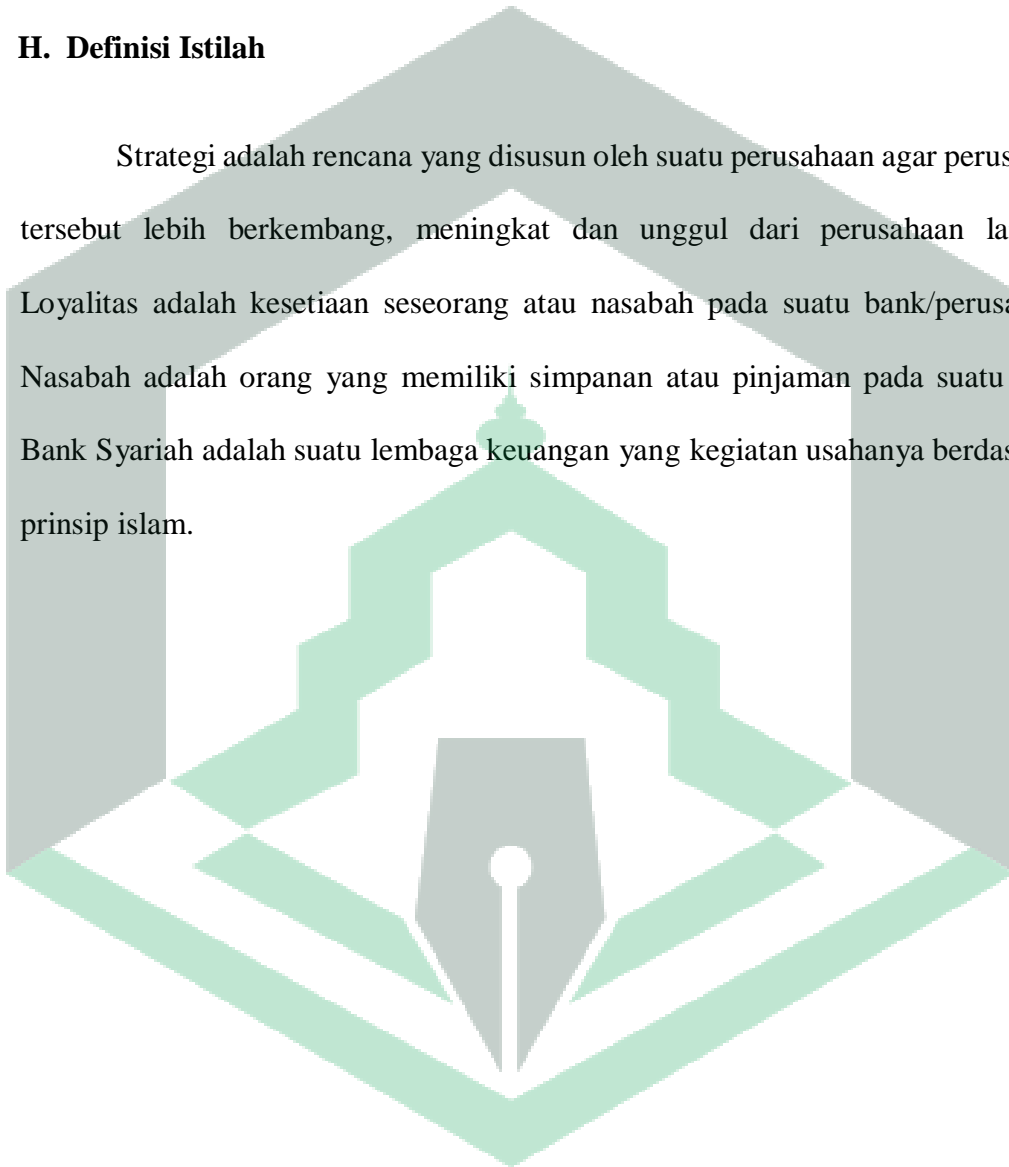 H. Definisi Istilah
Strategi adalah rencana yang disusun oleh suatu perusahaan agar perus
tersebut lebih berkembang, meningkat dan unggul dari perusahaan la
Loyalitas adalah kesetiaan seseorang atau nasabah pada suatu bank/perusa
Nasabah adalah orang yang memiliki simpanan atau pinjaman pada suatu
Bank Syariah adalah suatu lembaga keuangan yang kegiatan usahanya berdas
prinsip islam.